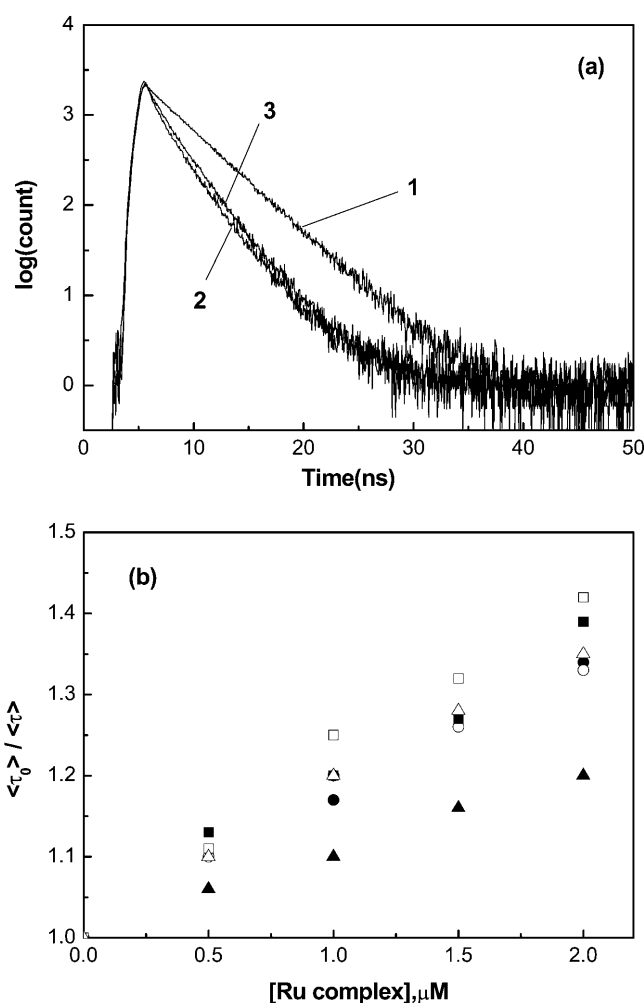 4
(a)
3
3
1
2
log(count)
2
1
0
0 10 20 30 40 50
Time(ns)
1.5
(b)
1.4
1.3
<τ₀> / <τ>
1.2
1.1
1.0
0.0 0.5 1.0 1.5 2.0
[Ru complex],μM